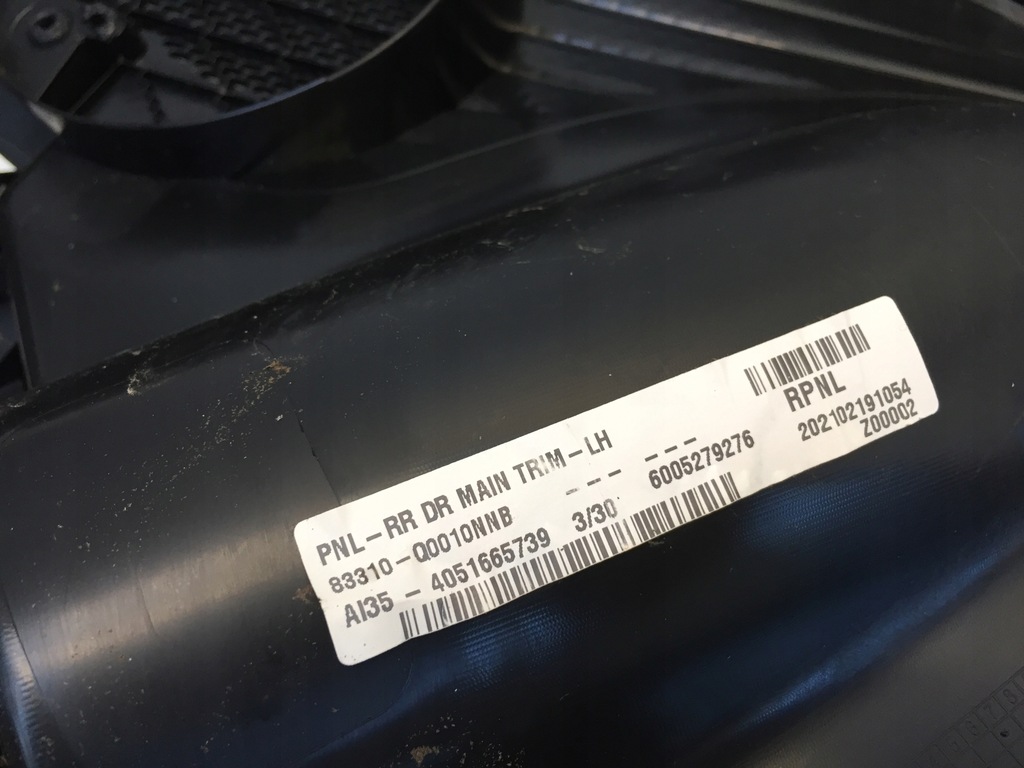 PNL-RR DR MAIN TRIM-LH
83310-Q0010NNB --- ---
AI35 - 4051665739 3/30 6005279276
RPNL
202102191054
Z00002